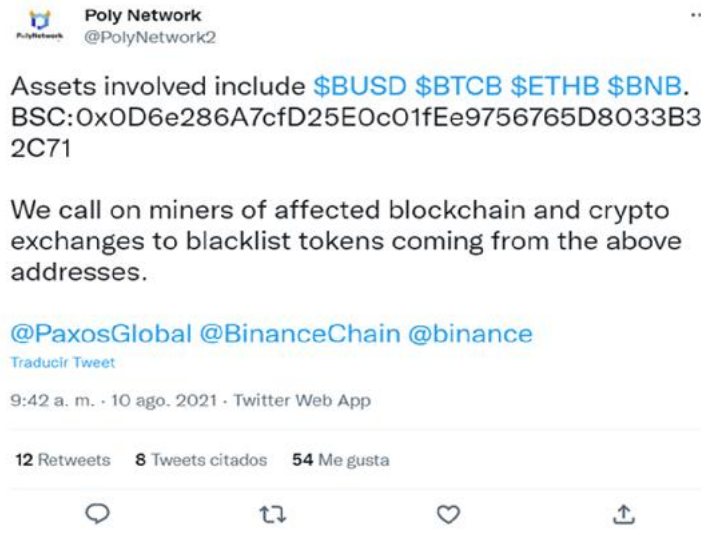 Poly Network
PolyNetwork
@PolyNetwork2
Assets involved include $BUSD $BTCB $ETHB $BNB.
BSC:0x0D6e286A7cfD25E0c01fEe9756765D8033B3
2C71
We call on miners of affected blockchain and crypto
exchanges to blacklist tokens coming from the above
addresses.
@PaxosGlobal @BinanceChain @binance
Traducir Tweet
9:42 a. m. · 10 ago. 2021 · Twitter Web App
12 Retweets 8 Tweets citados 54 Me gusta